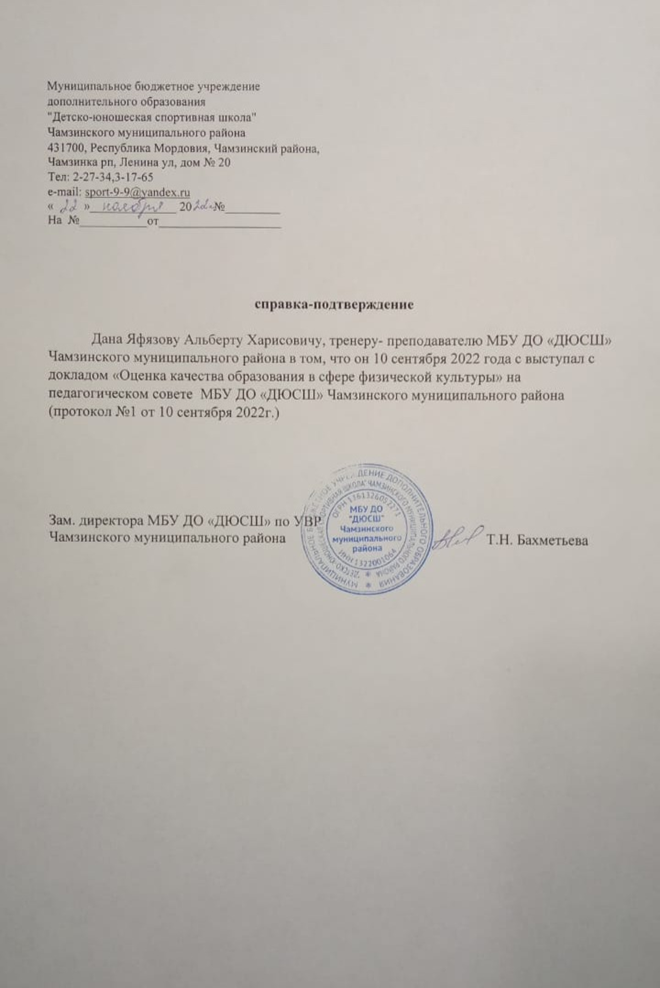 Муниципальное бюджетное учреждение
дополнительного образования
"Детско-юношеская спортивная школа"
Чамзинского муниципального района
431700, Республика Мордовия, Чамзинский район,
Чамзинка рп, Ленина ул, дом № 20
Тел: 2-27-34,3-17-65
e-mail: sport-9-9@yandex.ru
« 22 » ноября 2022г.№________
На №__________от__________________
справка-подтверждение
Дана Яфязову Альберту Харисовичу, тренеру- преподавателю МБУ ДО «ДЮСШ»
Чамзинского муниципального района в том, что он 10 сентября 2022 года с выступал с
докладом «Оценка качества образования в сфере физической культуры» на
педагогическом совете МБУ ДО «ДЮСШ» Чамзинского муниципального района
(протокол №1 от 10 сентября 2022г.)
Зам. директора МБУ ДО «ДЮСШ» по УВР
Чамзинского муниципального района
Т.Н. Бахметьева
МБУ ДО
"ДЮСШ"
Чамзинского
муниципального
района